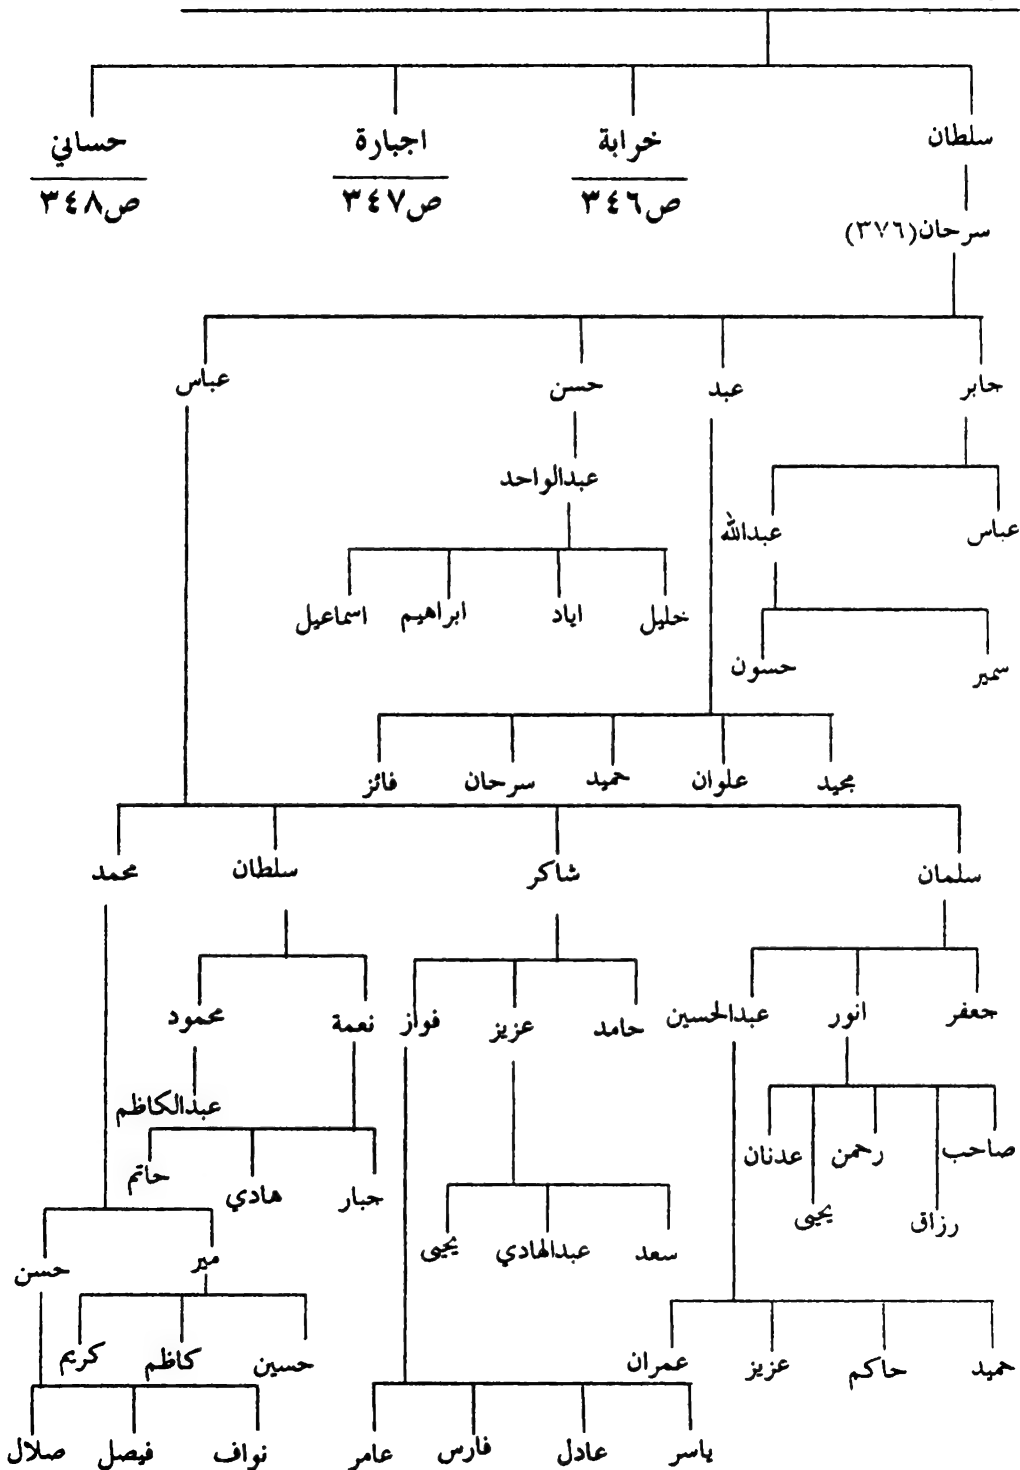 سلطان خرابة اجبارة حساني
ص٣٤٦ ص٣٤٧ ص٣٤٨
سرحان(٣٧٦)
جابر عبد حسن عباس
عبدالواحد
عباس عبدالله
خليل اياد ابراهيم اسماعيل
سمير حسون
مجيد علوان حميد سرحان فائز
سلمان شاكر سلطان محمد
جعفر انور عبدالحسين حامد عزيز فواز نعمة محمود
عبدالكاظم
صاحب رحمن عدنان جبار هادي حاتم
رزاق يحيى
سعد عبدالهادي يحيى مير حسن
حميد حاكم عزيز عمران حسين كاظم كريم
ياسر عادل فارس عامر نواف فيصل صلال